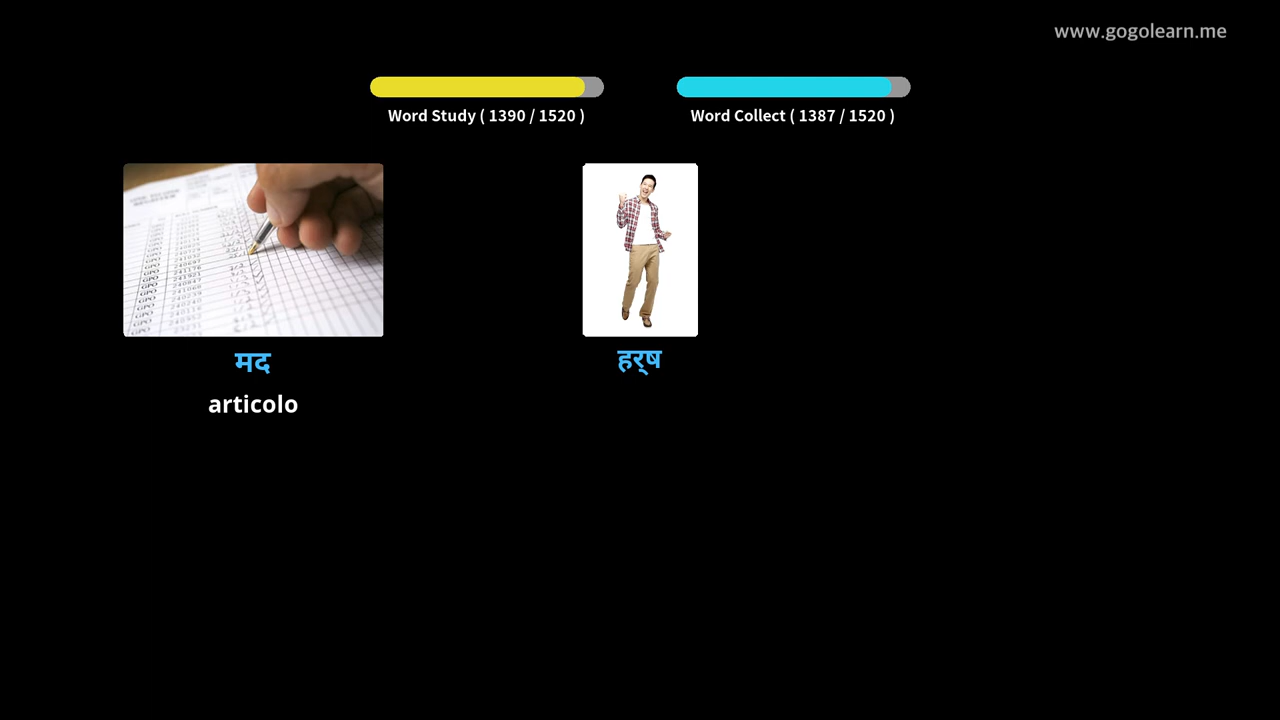 www.gogolearn.me
Word Study ( 1390 / 1520 )
Word Collect ( 1387 / 1520 )
मद
हर्ष
articolo